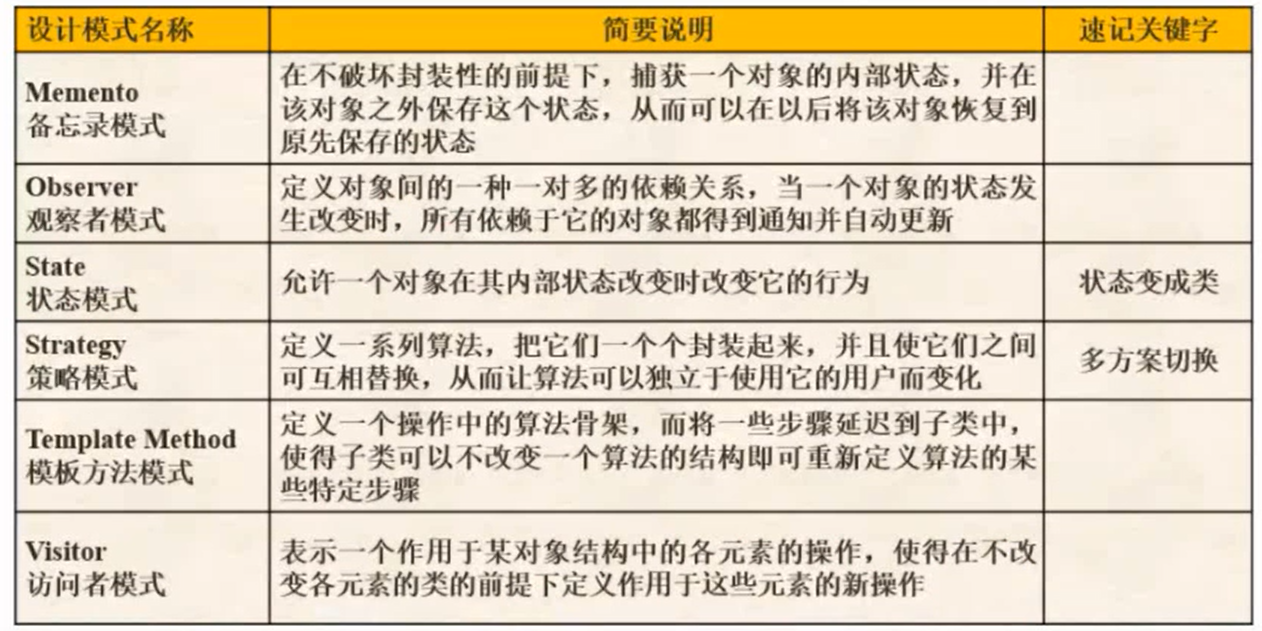 设计模式名称
简要说明
速记关键字
Memento
备忘录模式
在不破坏封装性的前提下，捕获一个对象的内部状态，并在
该对象之外保存这个状态，从而可以在以后将该对象恢复到
原先保存的状态
Observer
观察者模式
定义对象间的一种一对多的依赖关系，当一个对象的状态发
生改变时，所有依赖于它的对象都得到通知并自动更新
State
状态模式
允许一个对象在其内部状态改变时改变它的行为
状态变成类
Strategy
策略模式
定义一系列算法，把它们一个个封装起来，并且使它们之间
可互相替换，从而让算法可以独立于使用它的用户而变化
多方案切换
Template Method
模板方法模式
定义一个操作中的算法骨架，而将一些步骤延迟到子类中，
使得子类可以不改变一个算法的结构即可重新定义算法的某
些特定步骤
Visitor
访问者模式
表示一个作用于某对象结构中的各元素的操作，使得在不改
变各元素的类的前提下定义作用于这些元素的新操作